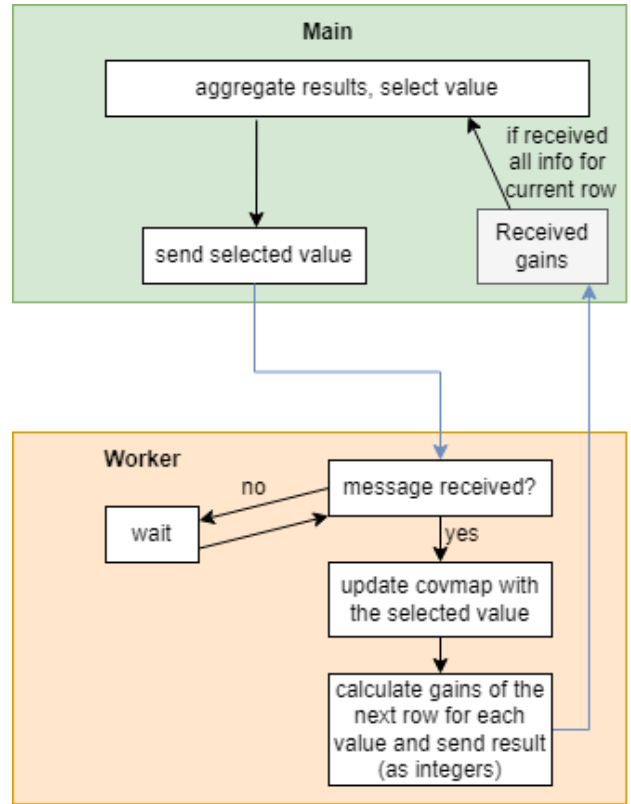 Main
aggregate results, select value
if received
all info for
current row
send selected value
Received
gains
Worker
no
message received?
wait
yes
update covmap with
the selected value
calculate gains of the
next row for each
value and send result
(as integers)